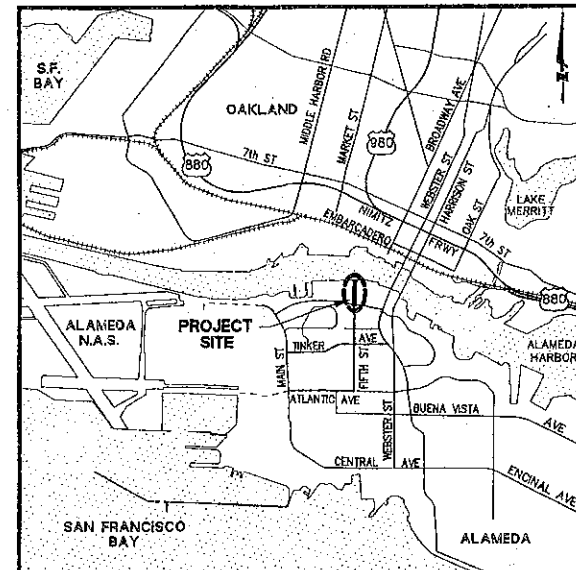 S.F.
BAY
OAKLAND
MIDDLE HARBOR RD
MARKET ST
980
BROADWAY AVE
WEBSTER ST
HARRISON ST
OAK ST
LAKE
MERRITT
880
7th ST
NIMITZ
FRWY
EMBARCADERO
7th ST
880
ALAMEDA
N.A.S.
PROJECT
SITE
ALAMEDA
HARBOR
MAIN ST
TINKER AVE
FIFTH ST
ATLANTIC AVE
WEBSTER ST
BUENA VISTA AVE
CENTRAL AVE
ENCINAL AVE
SAN FRANCISCO
BAY
ALAMEDA